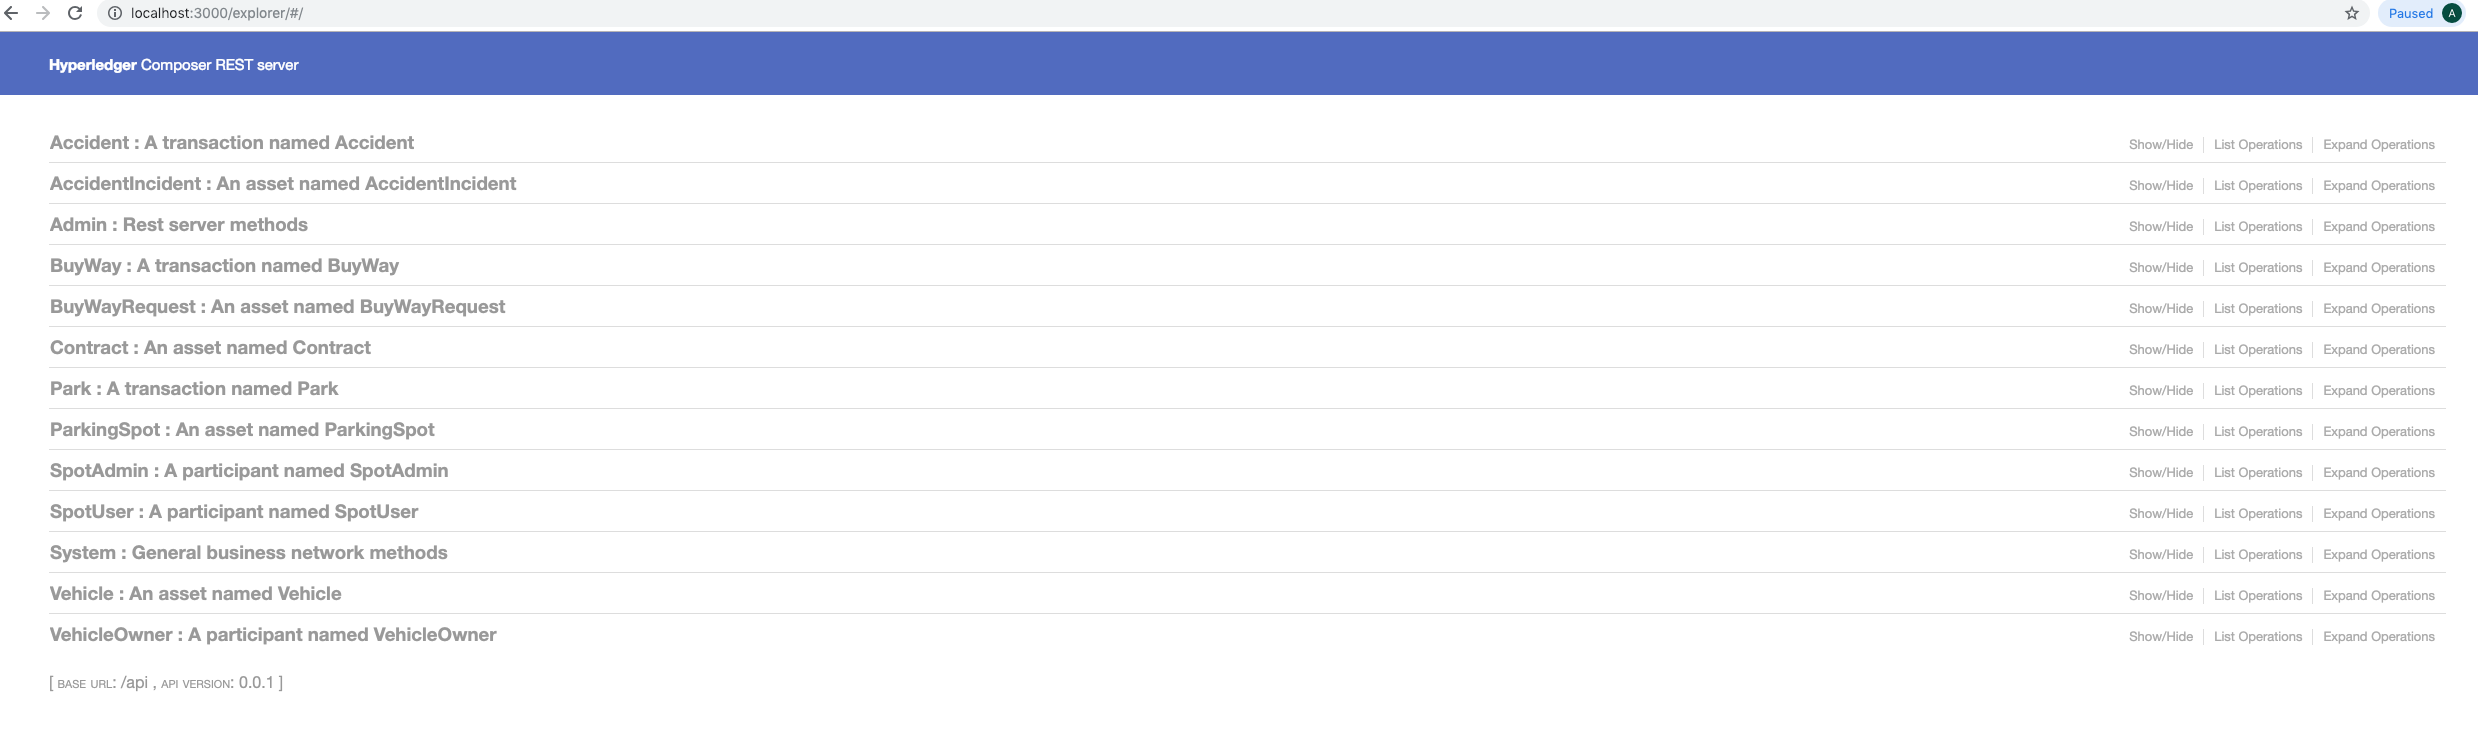 localhost:3000/explorer/#/
Paused A
Hyperledger Composer REST server
Accident : A transaction named Accident Show/Hide List Operations Expand Operations
AccidentIncident : An asset named AccidentIncident Show/Hide List Operations Expand Operations
Admin : Rest server methods Show/Hide List Operations Expand Operations
BuyWay : A transaction named BuyWay Show/Hide List Operations Expand Operations
BuyWayRequest : An asset named BuyWayRequest Show/Hide List Operations Expand Operations
Contract : An asset named Contract Show/Hide List Operations Expand Operations
Park : A transaction named Park Show/Hide List Operations Expand Operations
ParkingSpot : An asset named ParkingSpot Show/Hide List Operations Expand Operations
SpotAdmin : A participant named SpotAdmin Show/Hide List Operations Expand Operations
SpotUser : A participant named SpotUser Show/Hide List Operations Expand Operations
System : General business network methods Show/Hide List Operations Expand Operations
Vehicle : An asset named Vehicle Show/Hide List Operations Expand Operations
VehicleOwner : A participant named VehicleOwner Show/Hide List Operations Expand Operations
[ BASE URL: /api , API VERSION: 0.0.1 ]